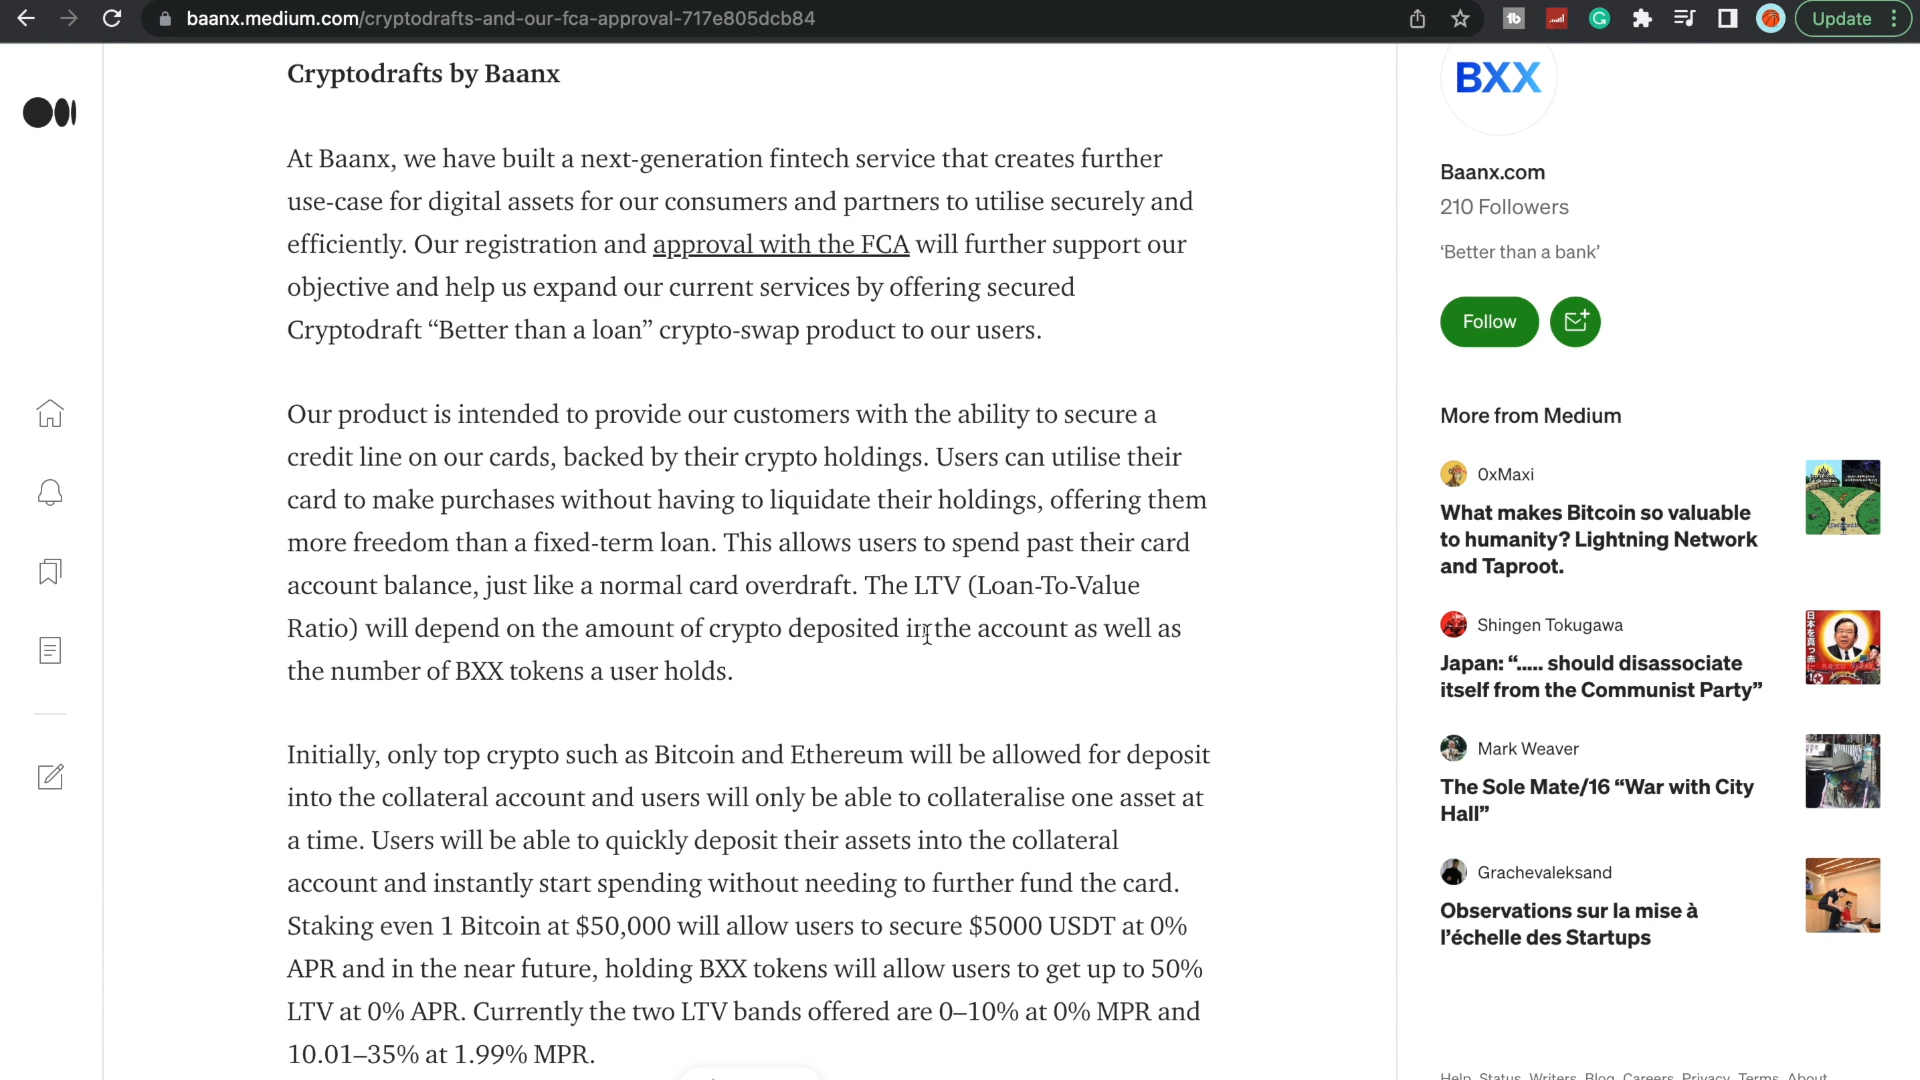 baanx.medium.com/cryptodrafts-and-our-fca-approval-717e805dcb84
Update
Cryptodrafts by Baanx
At Baanx, we have built a next-generation fintech service that creates further
use-case for digital assets for our consumers and partners to utilise securely and
efficiently. Our registration and approval with the FCA will further support our
objective and help us expand our current services by offering secured
Cryptodraft “Better than a loan” crypto-swap product to our users.
Our product is intended to provide our customers with the ability to secure a
credit line on our cards, backed by their crypto holdings. Users can utilise their
card to make purchases without having to liquidate their holdings, offering them
more freedom than a fixed-term loan. This allows users to spend past their card
account balance, just like a normal card overdraft. The LTV (Loan-To-Value
Ratio) will depend on the amount of crypto deposited in the account as well as
the number of BXX tokens a user holds.
Initially, only top crypto such as Bitcoin and Ethereum will be allowed for deposit
into the collateral account and users will only be able to collateralise one asset at
a time. Users will be able to quickly deposit their assets into the collateral
account and instantly start spending without needing to further fund the card.
Staking even 1 Bitcoin at $50,000 will allow users to secure $5000 USDT at 0%
APR and in the near future, holding BXX tokens will allow users to get up to 50%
LTV at 0% APR. Currently the two LTV bands offered are 0–10% at 0% MPR and
10.01–35% at 1.99% MPR.
BXX
Baanx.com
210 Followers
‘Better than a bank’
Follow
More from Medium
0xMaxi
What makes Bitcoin so valuable
to humanity? Lightning Network
and Taproot.
Shingen Tokugawa
Japan: “..... should disassociate
itself from the Communist Party”
Mark Weaver
The Sole Mate/16 “War with City
Hall”
Grachevaleksand
Observations sur la mise à
l’échelle des Startups
Help Status Writers Blog Careers Privacy Terms About